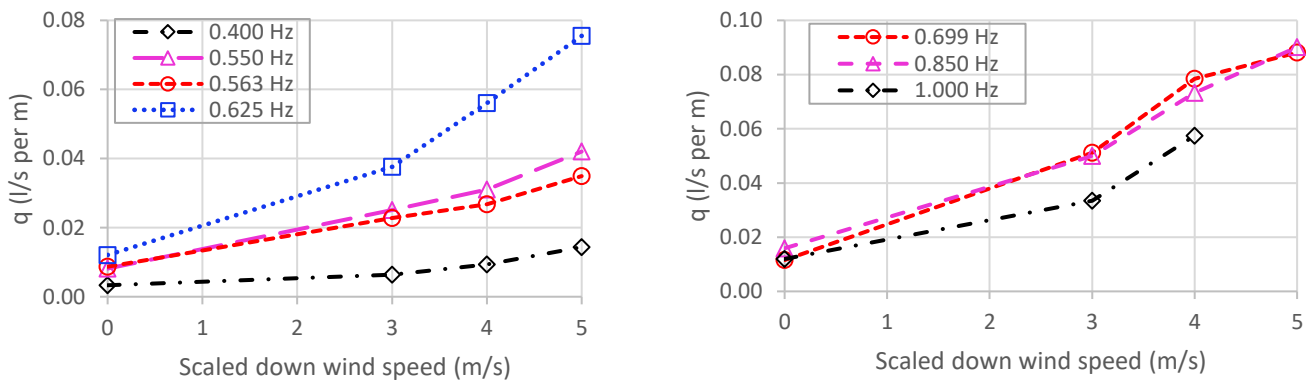 q (l/s per m)
0.08
0.06
0.04
0.02
0.00
0.400 Hz
0.550 Hz
0.563 Hz
0.625 Hz
0 1 2 3 4 5
Scaled down wind speed (m/s)
q (l/s per m)
0.10
0.08
0.06
0.04
0.02
0.00
0.699 Hz
0.850 Hz
1.000 Hz
0 1 2 3 4 5
Scaled down wind speed (m/s)